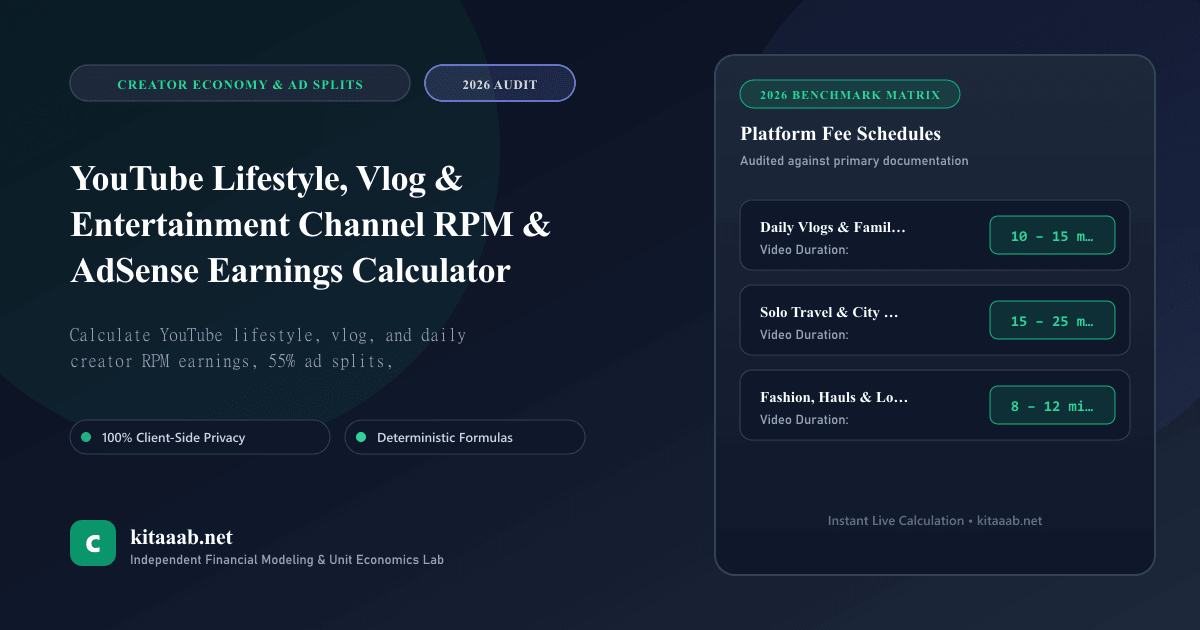 CREATOR ECONOMY & AD SPLITS
2026 AUDIT
YouTube Lifestyle, Vlog &
Entertainment Channel RPM &
AdSense Earnings Calculator
Calculate YouTube lifestyle, vlog, and daily
creator RPM earnings, 55% ad splits,
100% Client-Side Privacy
Deterministic Formulas
C
kitaaab.net
Independent Financial Modeling & Unit Economics Lab
2026 BENCHMARK MATRIX
Platform Fee Schedules
Audited against primary documentation
Daily Vlogs & Famil…
Video Duration:
10 – 15 m…
Solo Travel & City …
Video Duration:
15 – 25 m…
Fashion, Hauls & Lo…
Video Duration:
8 – 12 mi…
Instant Live Calculation • kitaaab.net